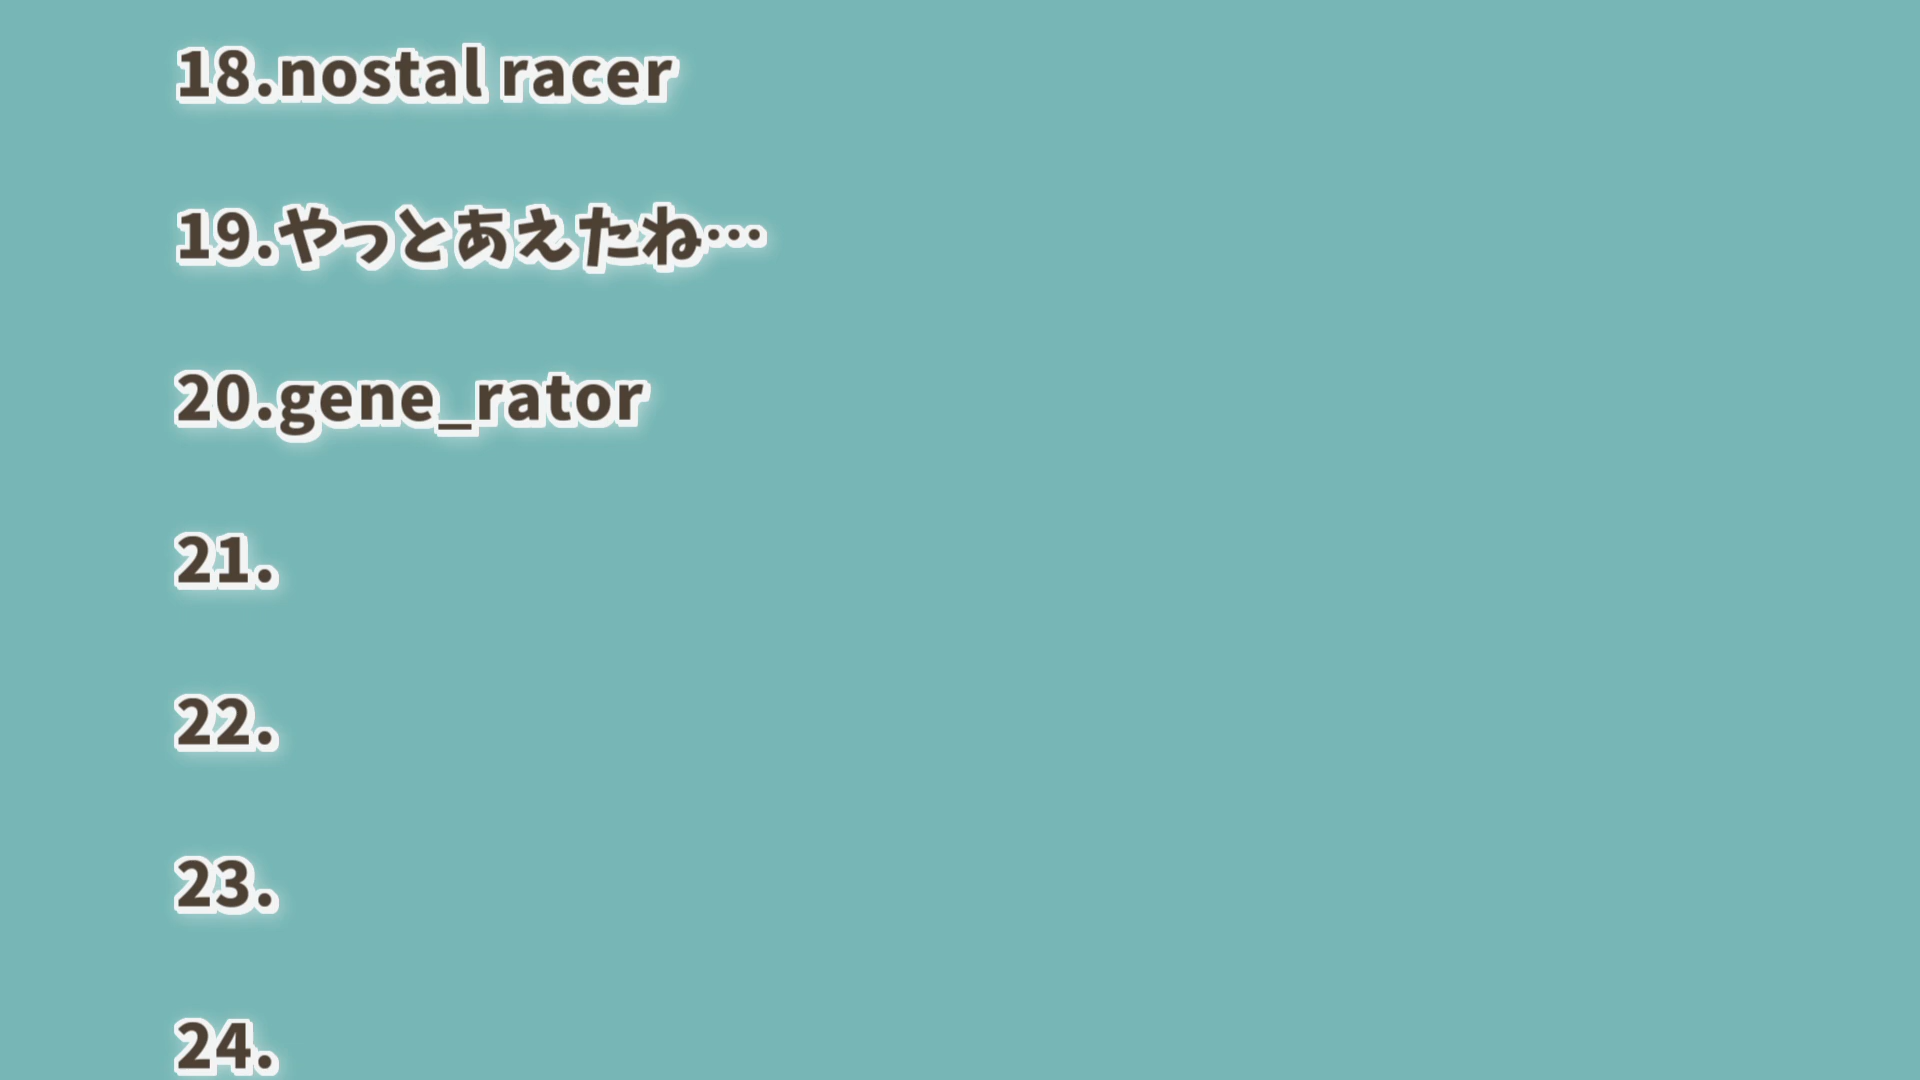 18.nostal racer
19.やっとあえたね…
20.gene_rator
21.
22.
23.
24.